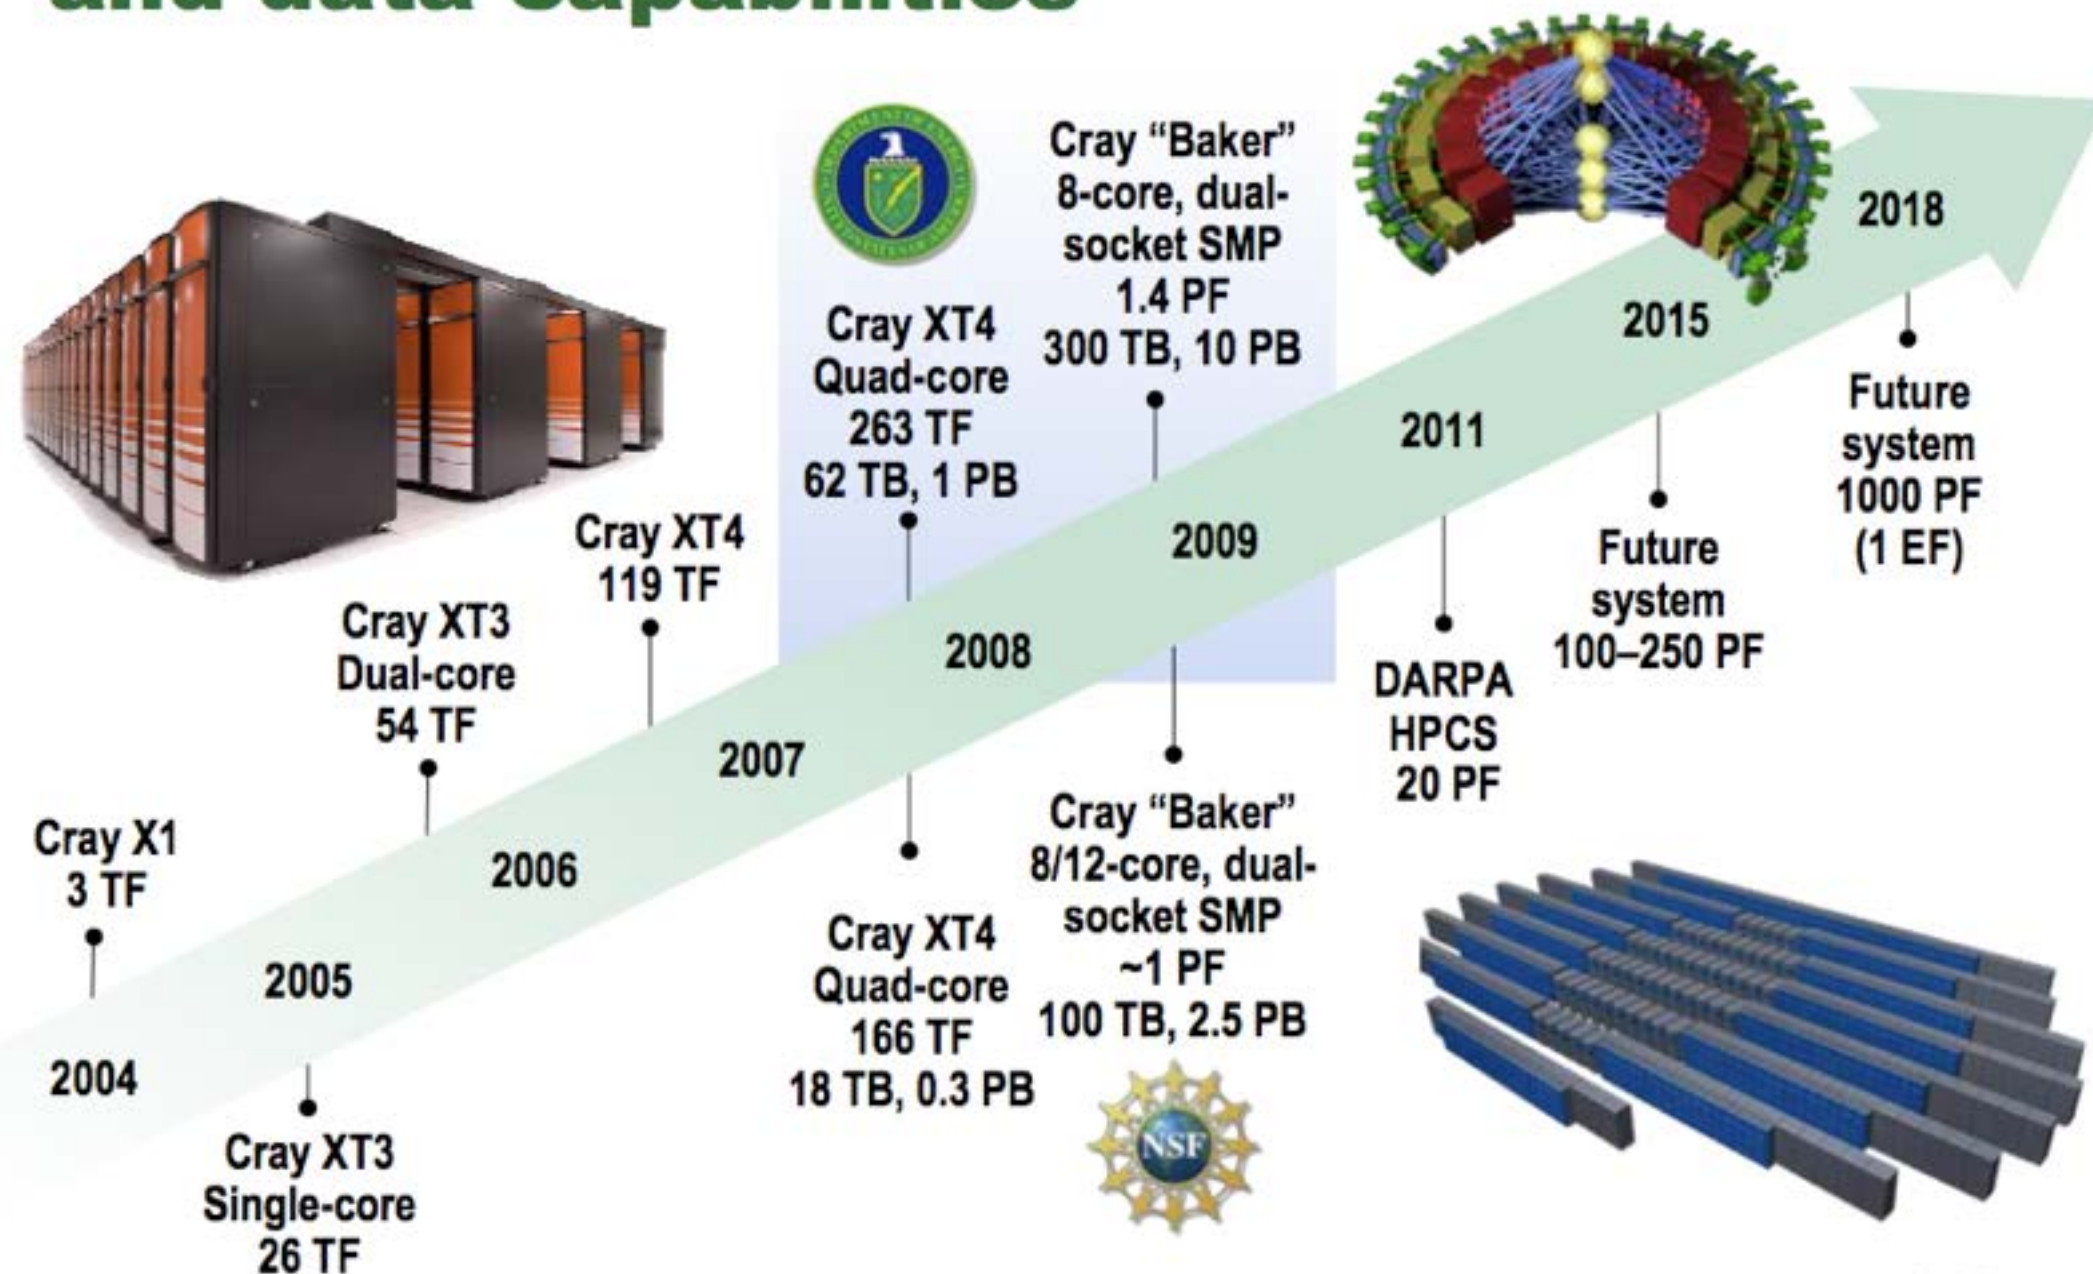 and data capabilities
Cray X1
3 TF
2004
2005
Cray XT3
Single-core
26 TF
Cray XT3
Dual-core
54 TF
2006
Cray XT4
119 TF
2007
Cray XT4
Quad-core
263 TF
62 TB, 1 PB
2008
Cray XT4
Quad-core
166 TF
18 TB, 0.3 PB
Cray “Baker”
8-core, dual-
socket SMP
1.4 PF
300 TB, 10 PB
2009
Cray “Baker”
8/12-core, dual-
socket SMP
~1 PF
100 TB, 2.5 PB
NSF
2011
DARPA
HPCS
20 PF
2015
Future
system
100–250 PF
2018
Future
system
1000 PF
(1 EF)